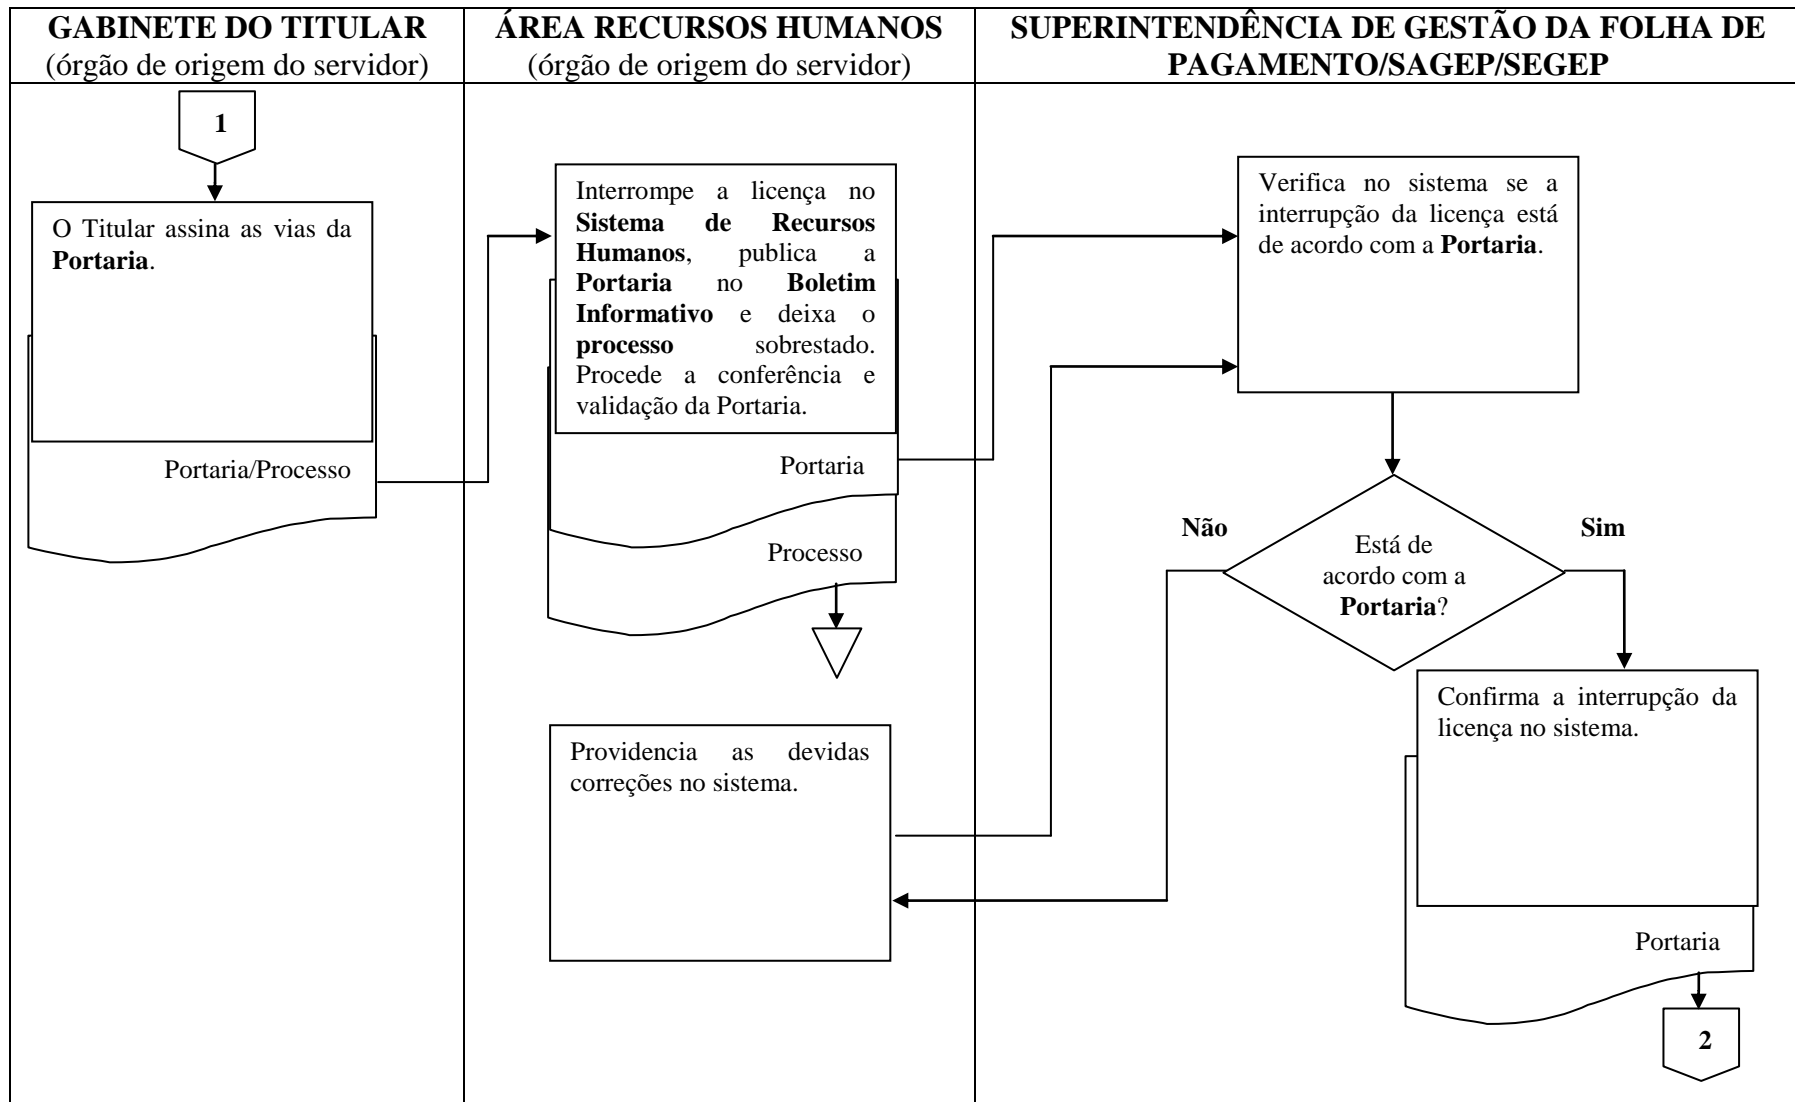 GABINETE DO TITULAR
(órgão de origem do servidor)
ÁREA RECURSOS HUMANOS
(órgão de origem do servidor)
SUPERINTENDÊNCIA DE GESTÃO DA FOLHA DE
PAGAMENTO/SAGEP/SEGEP
1
O Titular assina as vias da
Portaria.
Portaria/Processo
Interrompe a licença no
Sistema de Recursos
Humanos, publica a
Portaria no Boletim
Informativo e deixa o
processo sobrestado.
Procede a conferência e
validação da Portaria.
Portaria
Processo
Providencia as devidas
correções no sistema.
Verifica no sistema se a
interrupção da licença está
de acordo com a Portaria.
Não
Sim
Está de
acordo com a
Portaria?
Confirma a interrupção da
licença no sistema.
Portaria
2